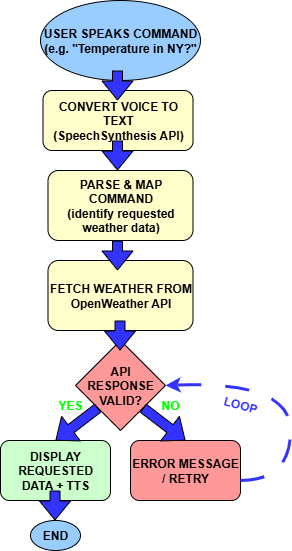 USER SPEAKS COMMAND
(e.g. "Temperature in NY?"
CONVERT VOICE TO
TEXT
(SpeechSynthesis API)
PARSE & MAP
COMMAND
(identify requested
weather data)
FETCH WEATHER FROM
OpenWeather API
API
RESPONSE
VALID?
YES
NO
LOOP
DISPLAY
REQUESTED
DATA + TTS
ERROR MESSAGE
/ RETRY
END